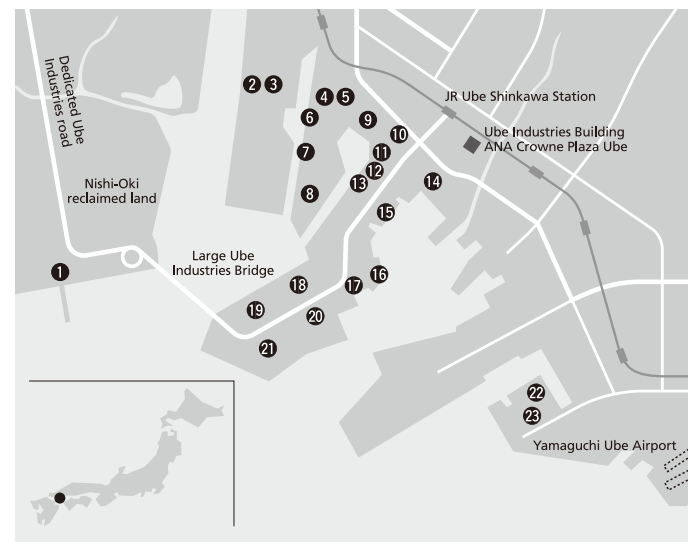 Dedicated Ube
Industries road
2
3
4
5
6
9
JR Ube Shinkawa Station
10
Ube Industries Building
ANA Crowne Plaza Ube
7
11
12
13
14
8
Nishi-Oki
reclaimed land
15
1
Large Ube
Industries Bridge
16
17
18
19
20
21
22
23
Yamaguchi Ube Airport